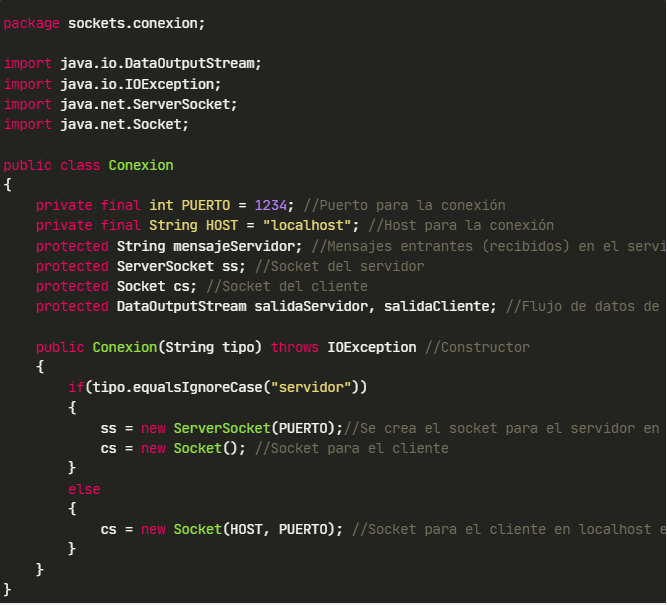 package sockets.conexion;
import java.io.DataOutputStream;
import java.io.IOException;
import java.net.ServerSocket;
import java.net.Socket;
public class Conexion
{
private final int PUERTO = 1234; //Puerto para la conexión
private final String HOST = "localhost"; //Host para la conexión
protected String mensajeServidor; //Mensajes entrantes (recibidos) en el servi
protected ServerSocket ss; //Socket del servidor
protected Socket cs; //Socket del cliente
protected DataOutputStream salidaServidor, salidaCliente; //Flujo de datos de
public Conexion(String tipo) throws IOException //Constructor
{
if(tipo.equalsIgnoreCase("servidor"))
{
ss = new ServerSocket(PUERTO);//Se crea el socket para el servidor en
cs = new Socket(); //Socket para el cliente
}
else
{
cs = new Socket(HOST, PUERTO); //Socket para el cliente en localhost e
}
}
}